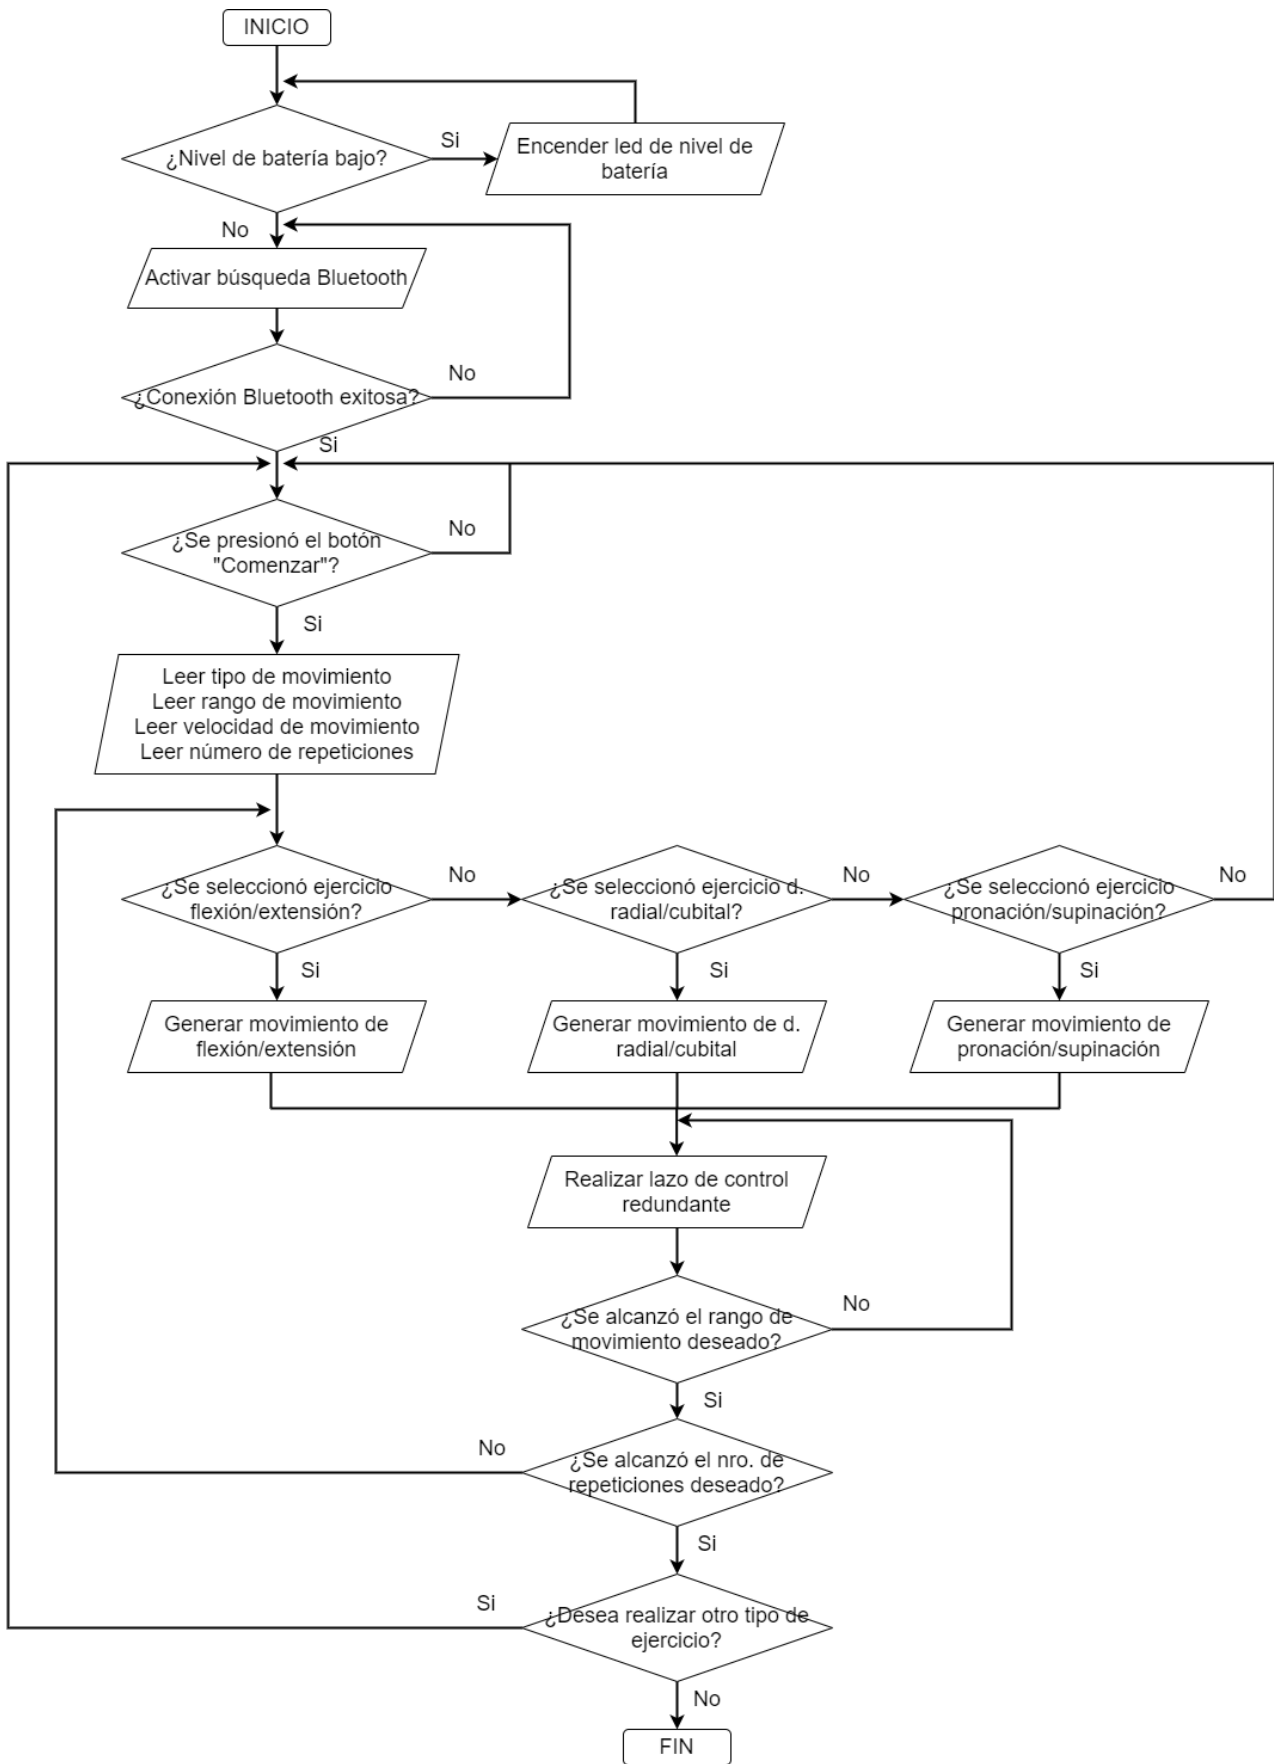 INICIO
¿Nivel de batería bajo?
Si
Encender led de nivel de
batería
No
Activar búsqueda Bluetooth
¿Conexión Bluetooth exitosa?
No
Si
¿Se presionó el botón
"Comenzar"?
No
Si
Leer tipo de movimiento
Leer rango de movimiento
Leer velocidad de movimiento
Leer número de repeticiones
¿Se seleccionó ejercicio
flexión/extensión?
No
¿Se seleccionó ejercicio d.
radial/cubital?
No
¿Se seleccionó ejercicio
pronación/supinación?
No
Si
Si
Si
Generar movimiento de
flexión/extensión
Generar movimiento de d.
radial/cubital
Generar movimiento de
pronación/supinación
Realizar lazo de control
redundante
¿Se alcanzó el rango de
movimiento deseado?
No
Si
¿Se alcanzó el nro. de
repeticiones deseado?
No
Si
¿Desea realizar otro tipo de
ejercicio?
Si
No
FIN